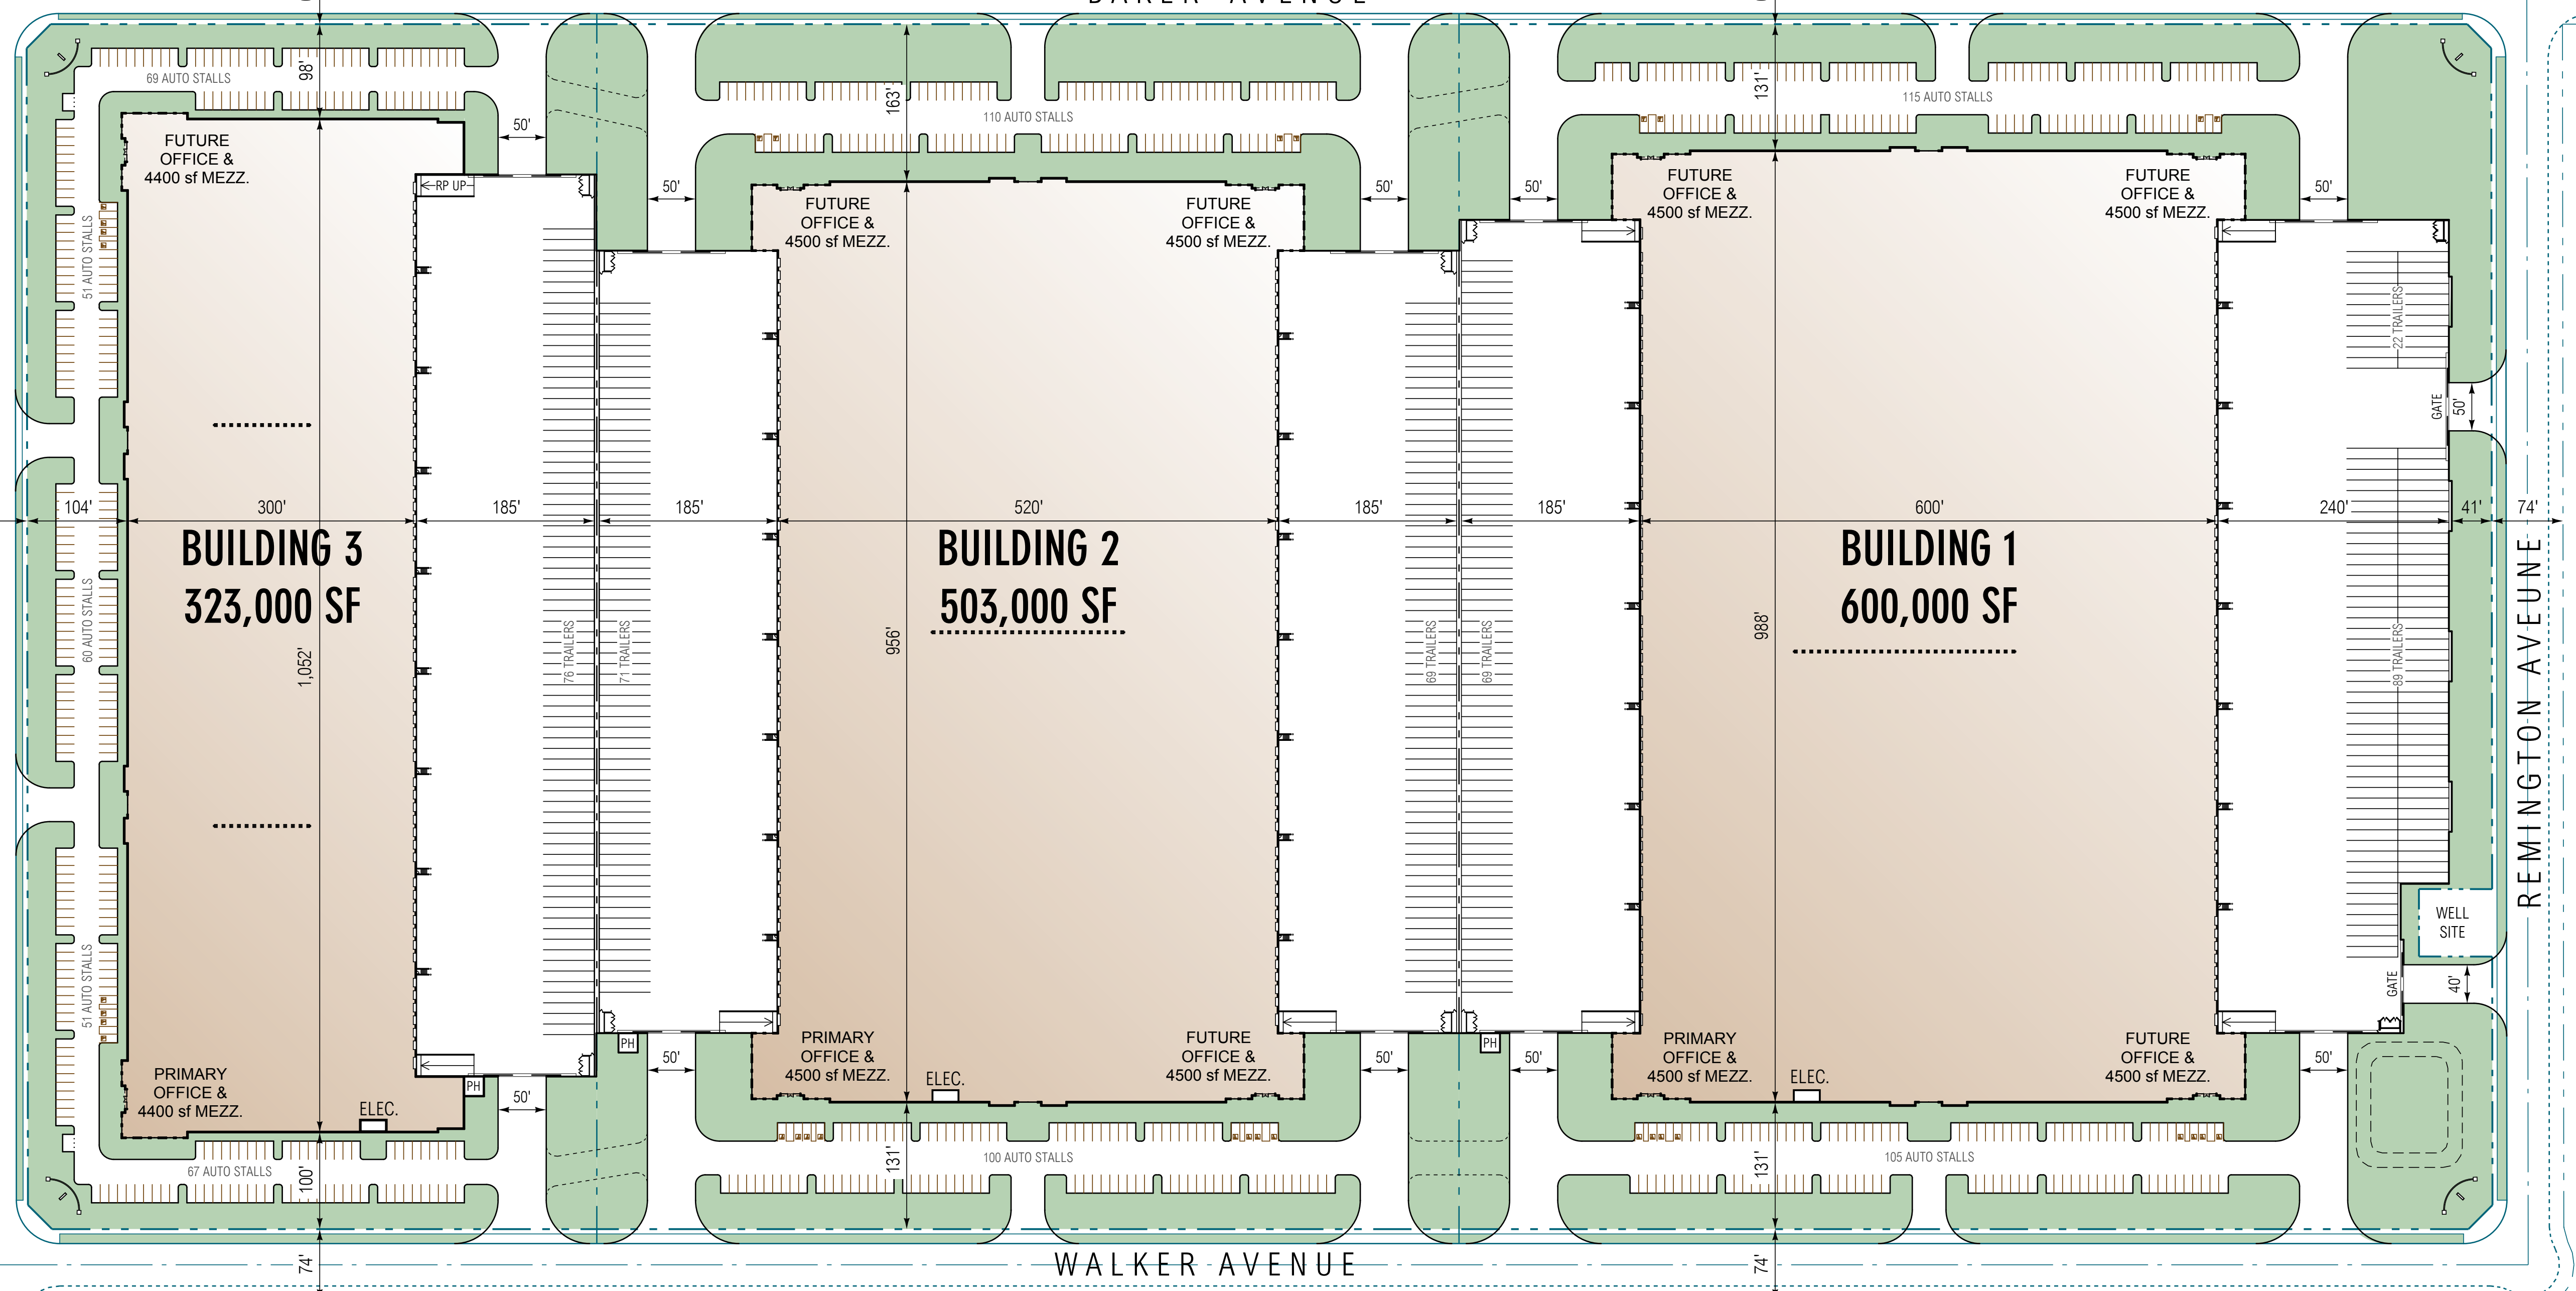 BAKER AVENUE
69 AUTO STALLS
98'
163'
110 AUTO STALLS
131'
115 AUTO STALLS
50'
50'
50'
50'
50'
FUTURE
OFFICE &
4400 sf MEZZ.
RP UP
FUTURE
OFFICE &
4500 sf MEZZ.
FUTURE
OFFICE &
4500 sf MEZZ.
FUTURE
OFFICE &
4500 sf MEZZ.
FUTURE
OFFICE &
4500 sf MEZZ.
51 AUTO STALLS
22 TRAILERS
GATE
50'
104'
300'
185'
185'
520'
185'
185'
600'
240'
41'
74'
BUILDING 3
323,000 SF
BUILDING 2
503,000 SF
BUILDING 1
600,000 SF
60 AUTO STALLS
1,052'
76 TRAILERS
71 TRAILERS
956'
69 TRAILERS
69 TRAILERS
988'
89 TRAILERS
REMINGTON AVEUNE
WELL
SITE
GATE
40'
51 AUTO STALLS
PRIMARY
OFFICE &
4400 sf MEZZ.
ELEC.
PH
50'
PH
50'
PRIMARY
OFFICE &
4500 sf MEZZ.
ELEC.
FUTURE
OFFICE &
4500 sf MEZZ.
50'
PH
50'
PRIMARY
OFFICE &
4500 sf MEZZ.
ELEC.
FUTURE
OFFICE &
4500 sf MEZZ.
50'
67 AUTO STALLS
100'
131'
100 AUTO STALLS
131'
105 AUTO STALLS
74'
WALKER AVENUE
74'